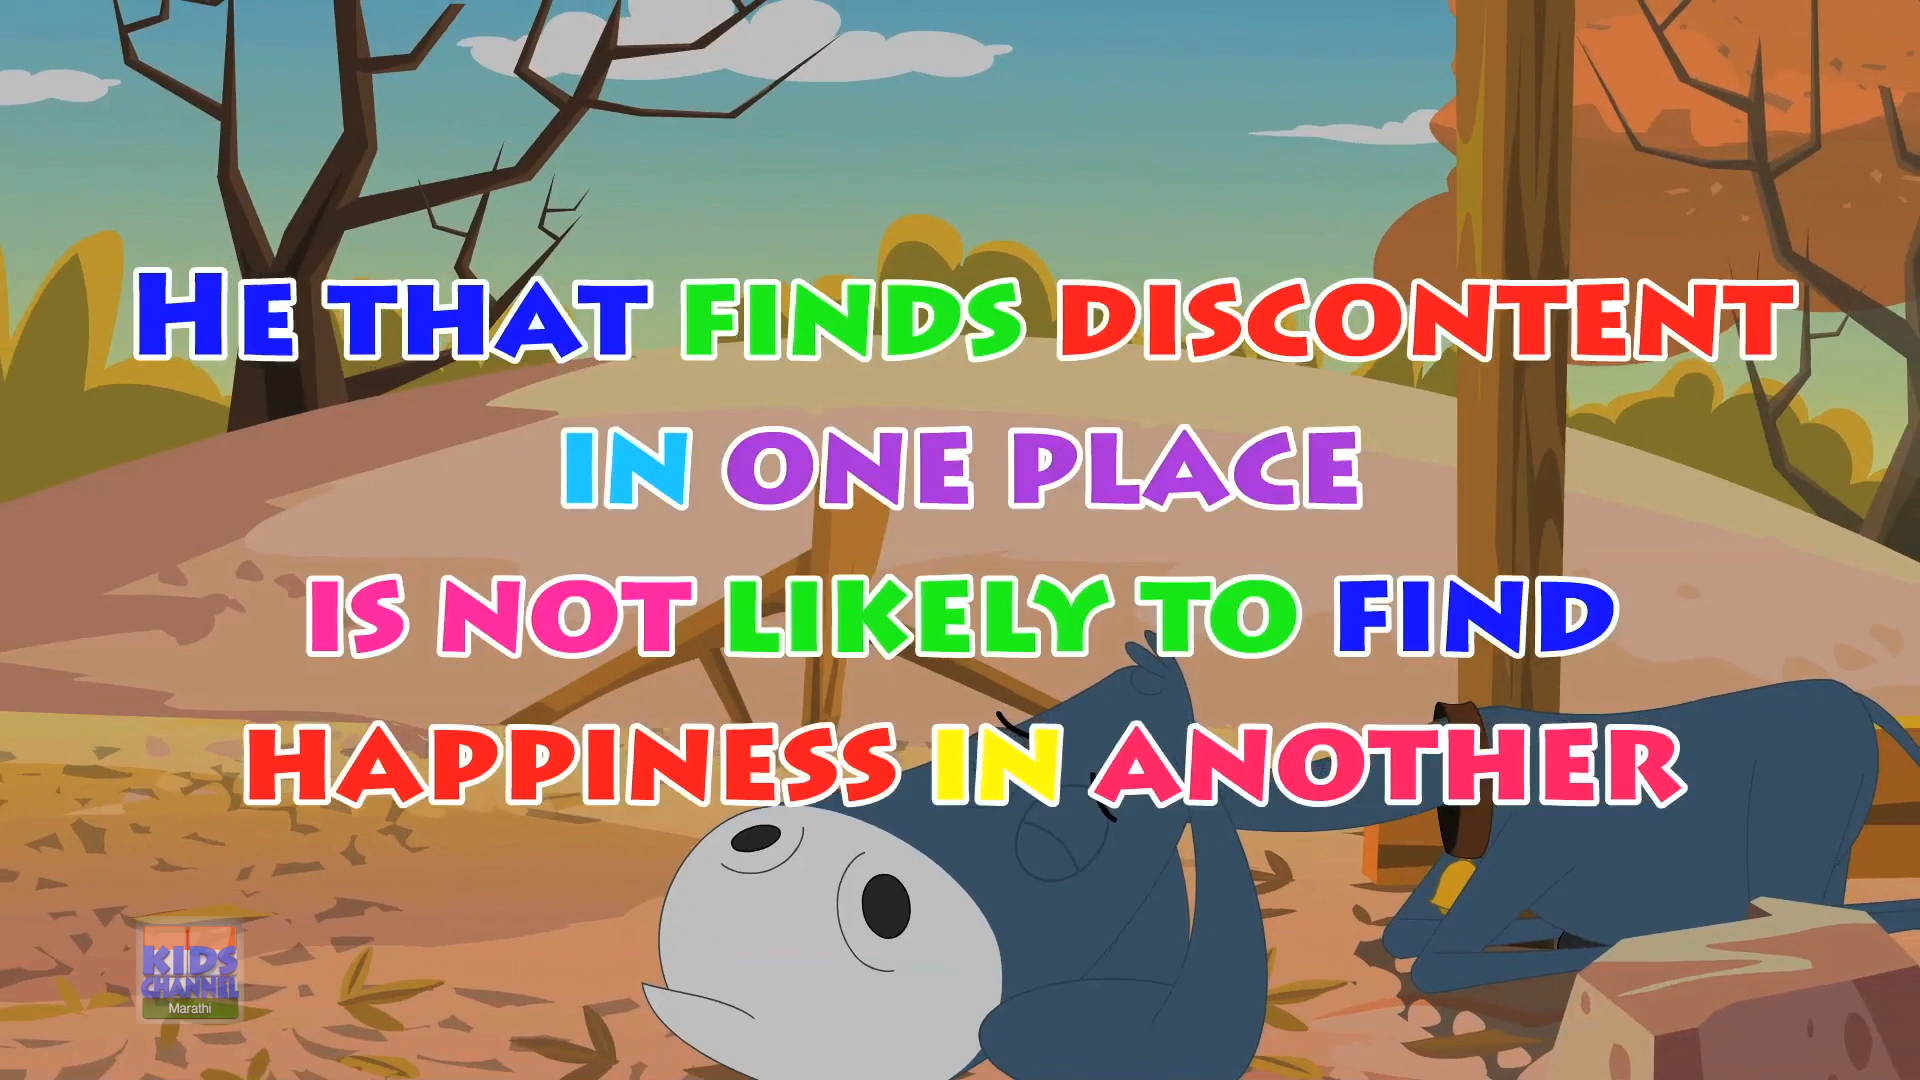 HE THAT FINDS DISCONTENT
IN ONE PLACE
IS NOT LIKELY TO FIND
HAPPINESS IN ANOTHER
KIDS
CHANNEL
Marathi